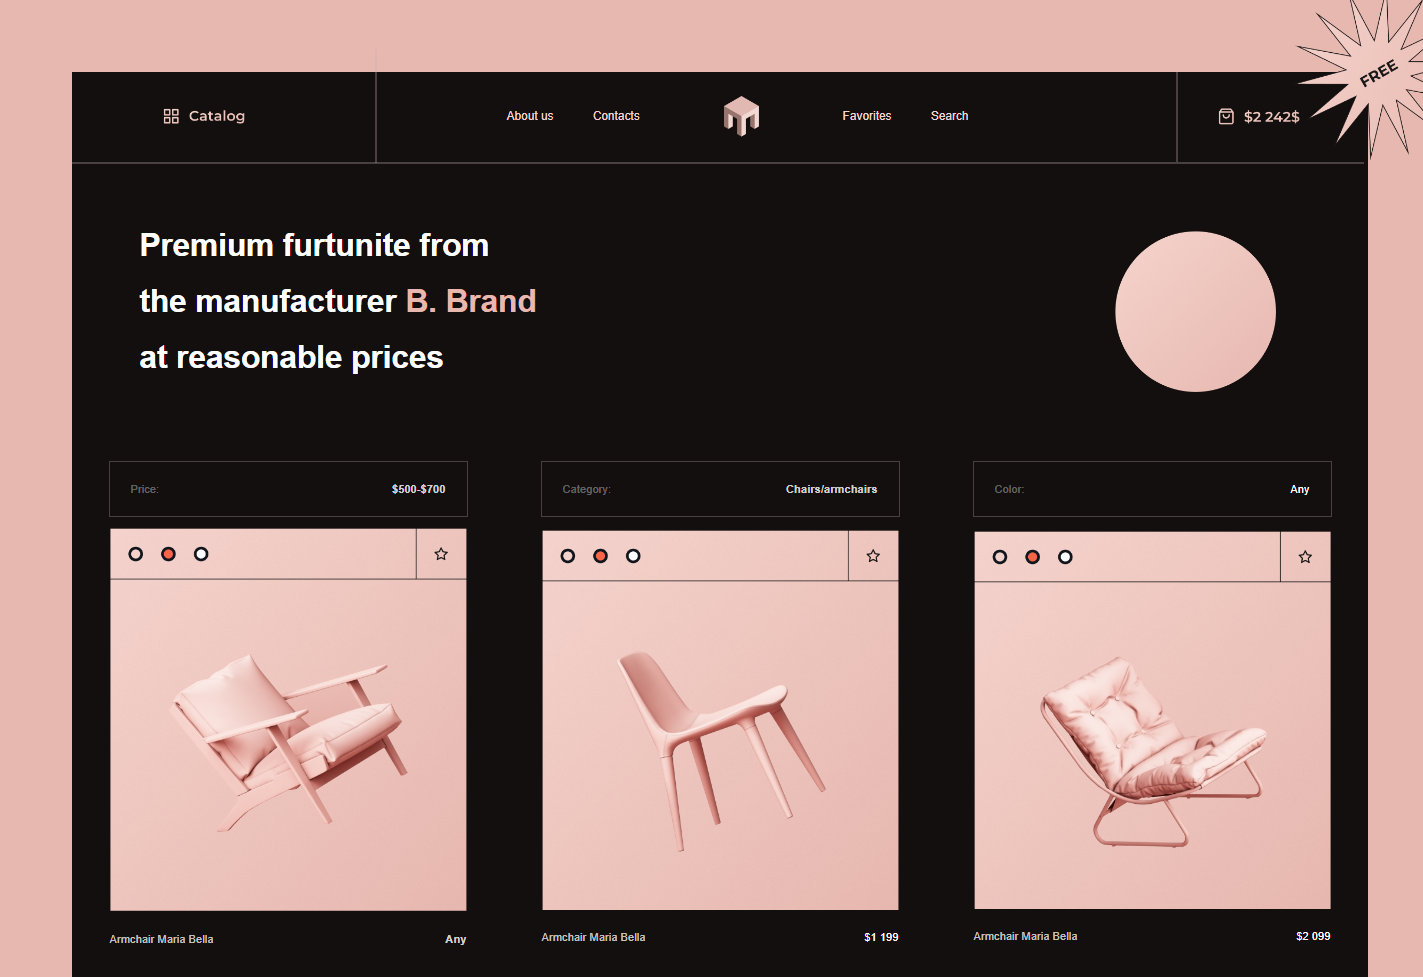 FREE
Catalog
About us
Contacts
Favorites
Search
$2 242$
Premium furtunite from
the manufacturer B. Brand
at reasonable prices
Price:
$500-$700
Category:
Chairs/armchairs
Color:
Any
Armchair Maria Bella
Any
Armchair Maria Bella
$1 199
Armchair Maria Bella
$2 099